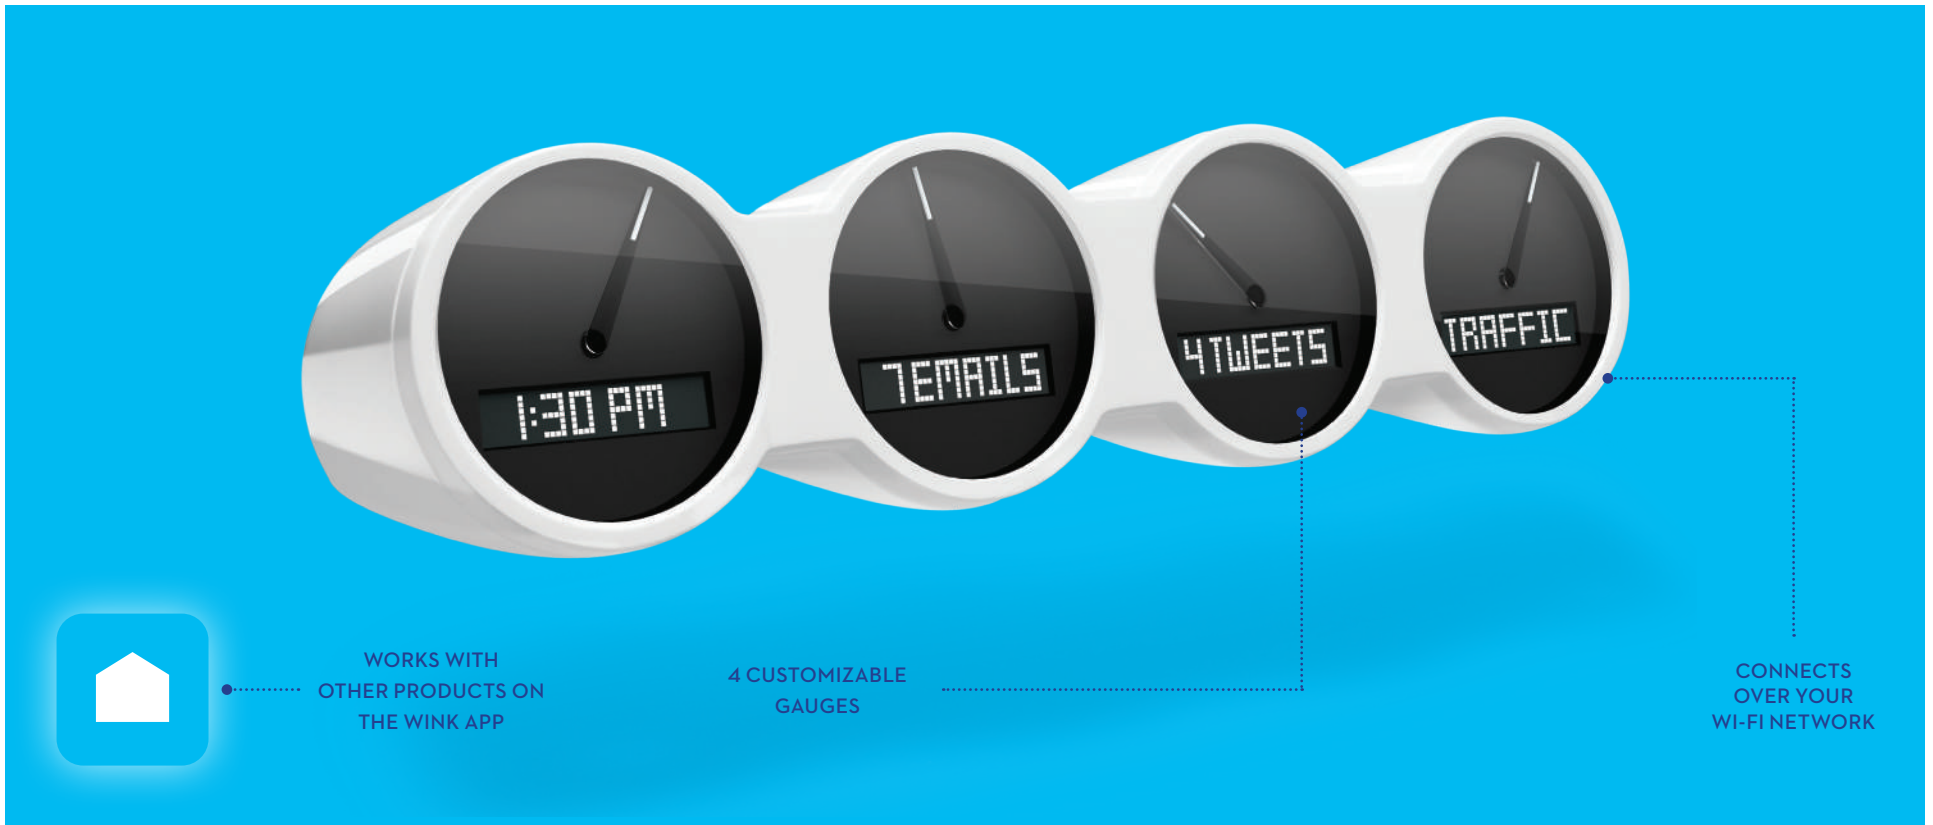 1:30 PM
7EMAILS
4TWEETS
TRAFFIC
WORKS WITH
OTHER PRODUCTS ON
THE WINK APP
4 CUSTOMIZABLE
GAUGES
CONNECTS
OVER YOUR
WI-FI NETWORK